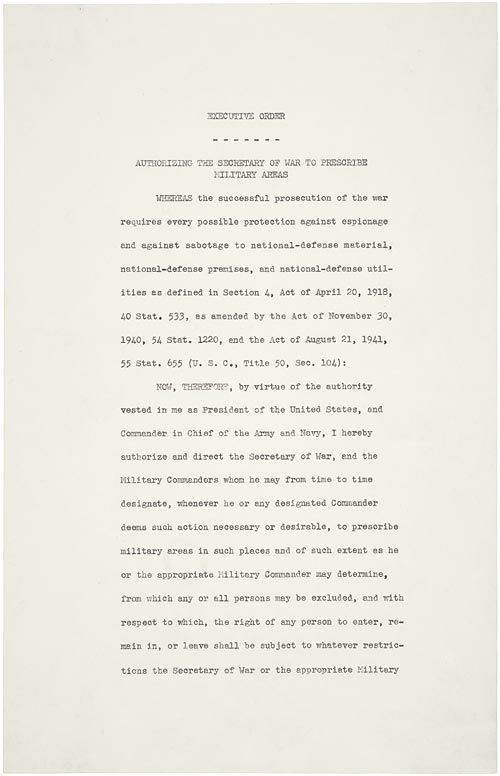 EXECUTIVE ORDER
- - - - - - -
AUTHORIZING THE SECRETARY OF WAR TO PRESCRIBE
MILITARY AREAS
WHEREAS the successful prosecution of the war
requires every possible protection against espionage
and against sabotage to national-defense material,
national-defense premises, and national-defense util-
ities as defined in Section 4, Act of April 20, 1918,
40 Stat. 533, as amended by the Act of November 30,
1940, 54 Stat. 1220, and the Act of August 21, 1941,
55 Stat. 655 (U. S. C., Title 50, Sec. 104):
NOW, THEREFORE, by virtue of the authority
vested in me as President of the United States, and
Commander in Chief of the Army and Navy, I hereby
authorize and direct the Secretary of War, and the
Military Commanders whom he may from time to time
designate, whenever he or any designated Commander
deems such action necessary or desirable, to prescribe
military areas in such places and of such extent as he
or the appropriate Military Commander may determine,
from which any or all persons may be excluded, and with
respect to which, the right of any person to enter, re-
main in, or leave shall be subject to whatever restric-
tions the Secretary of War or the appropriate Military